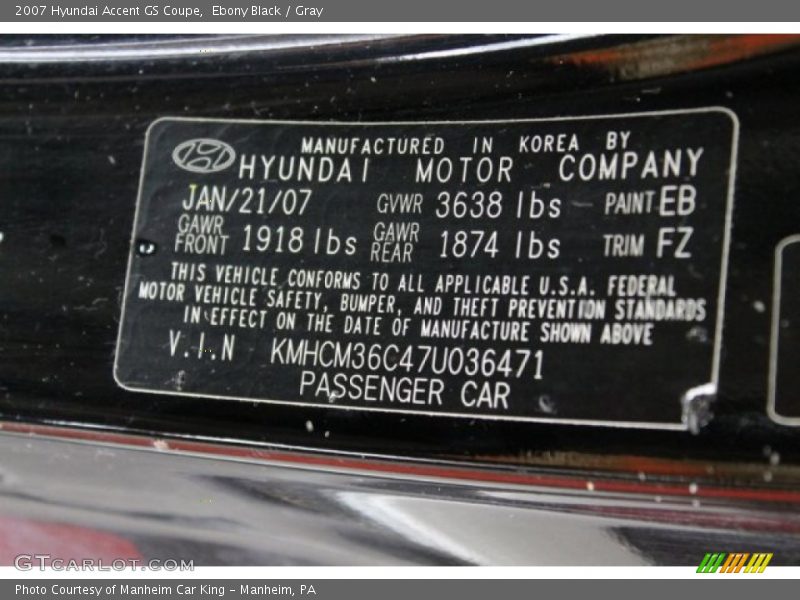 2007 Hyundai Accent GS Coupe,  Ebony Black / Gray
MANUFACTURED IN KOREA BY
HYUNDAI MOTOR COMPANY
JAN/21/07 GVWR 3638 lbs PAINT EB
GAWR FRONT 1918 lbs GAWR REAR 1874 lbs TRIM FZ
THIS VEHICLE CONFORMS TO ALL APPLICABLE U.S.A. FEDERAL
MOTOR VEHICLE SAFETY, BUMPER, AND THEFT PREVENTION STANDARDS
IN EFFECT ON THE DATE OF MANUFACTURE SHOWN ABOVE
V.I.N KMHCM36C47U036471
PASSENGER CAR
GTCARLOT.COM
Photo Courtesy of Manheim Car King - Manheim, PA